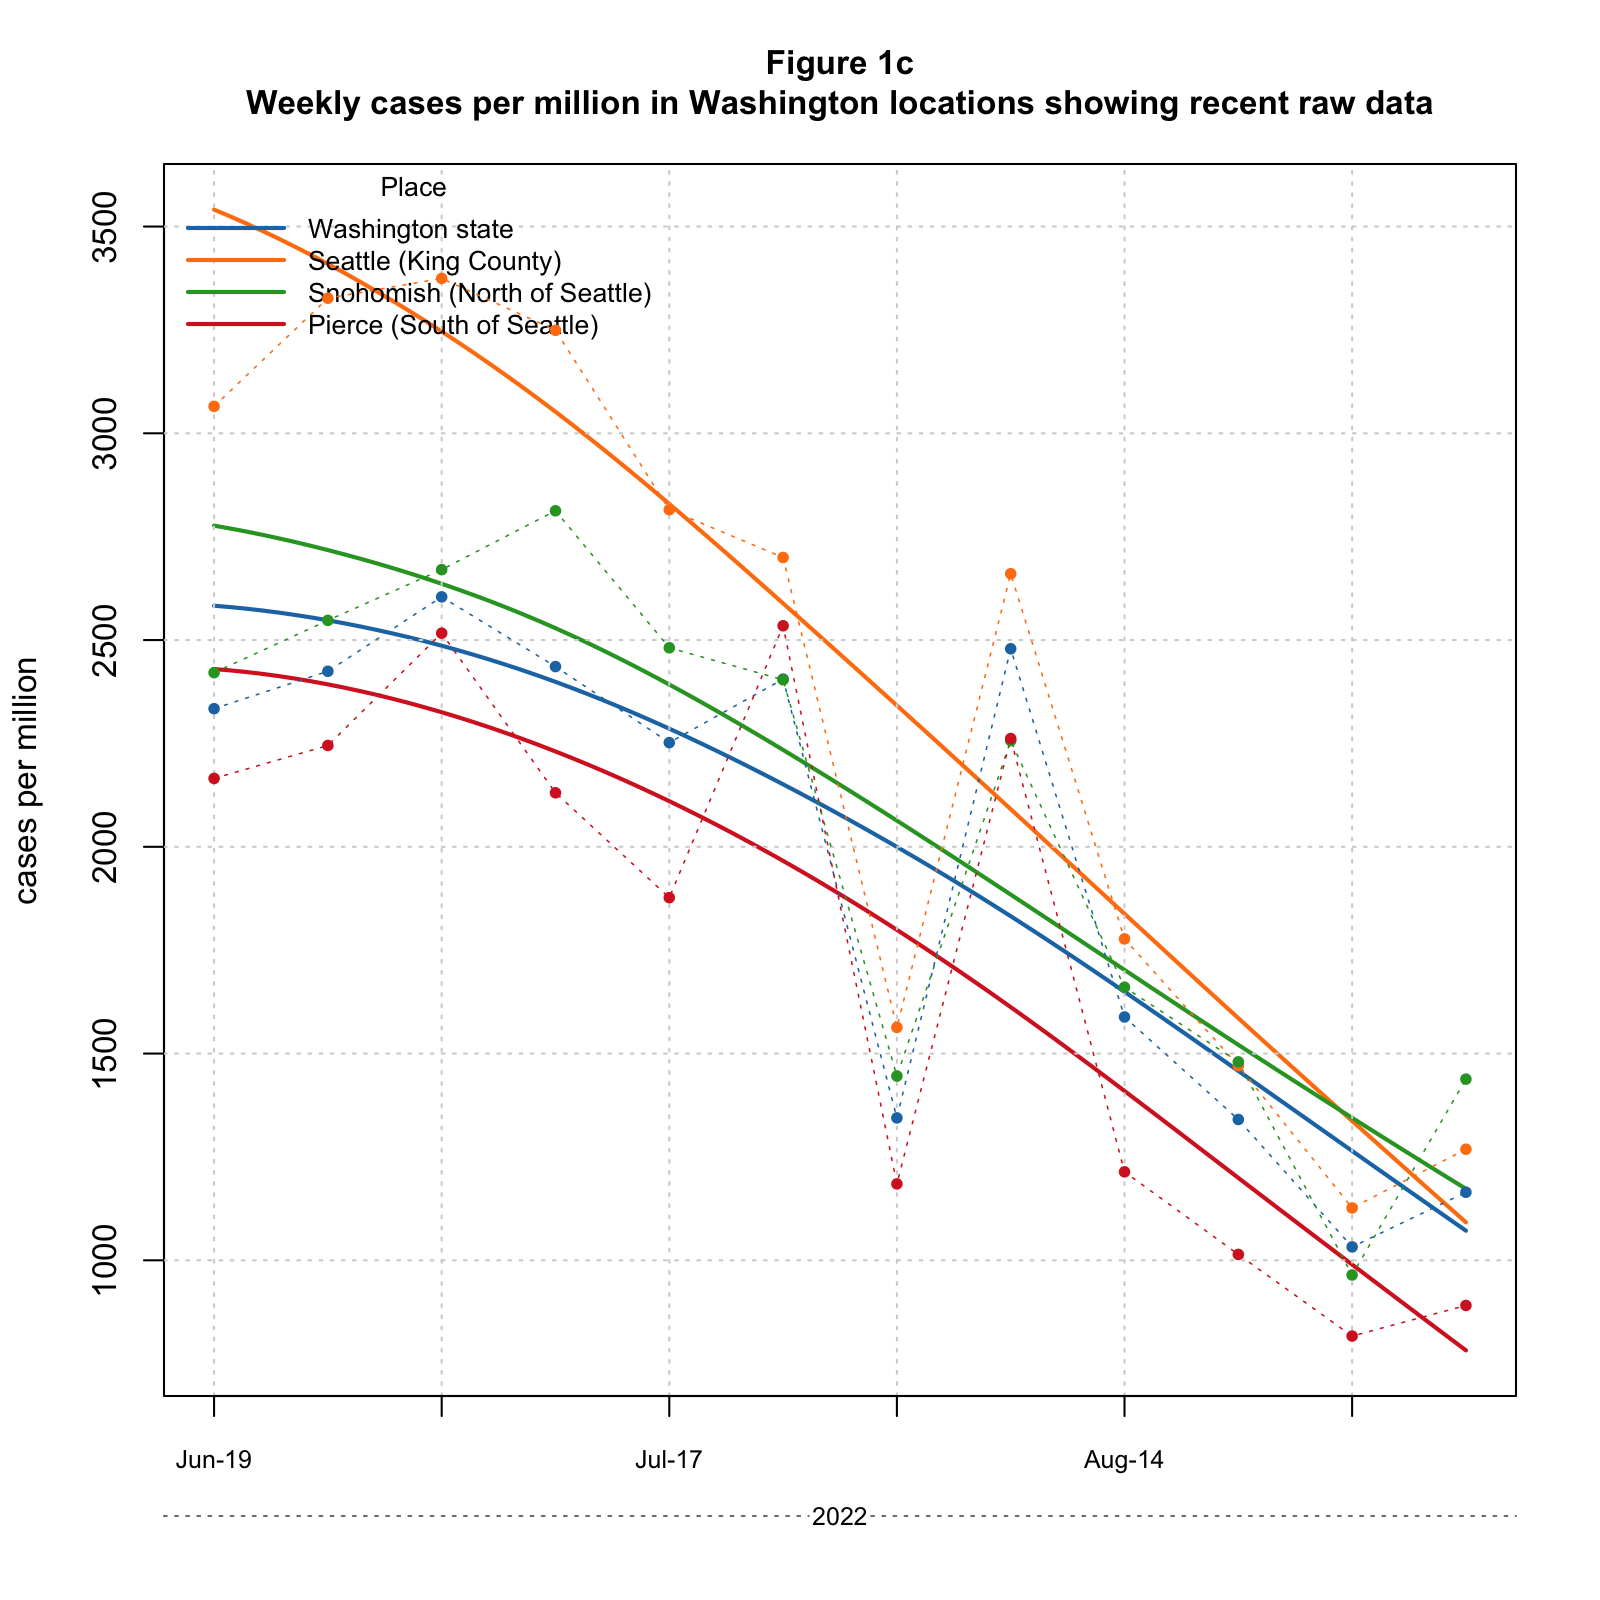 Figure 1c
Weekly cases per million in Washington locations showing recent raw data
Place
Washington state
Seattle (King County)
Snohomish (North of Seattle)
Pierce (South of Seattle)
cases per million
3500
3000
2500
2000
1500
1000
Jun-19
Jul-17
Aug-14
2022